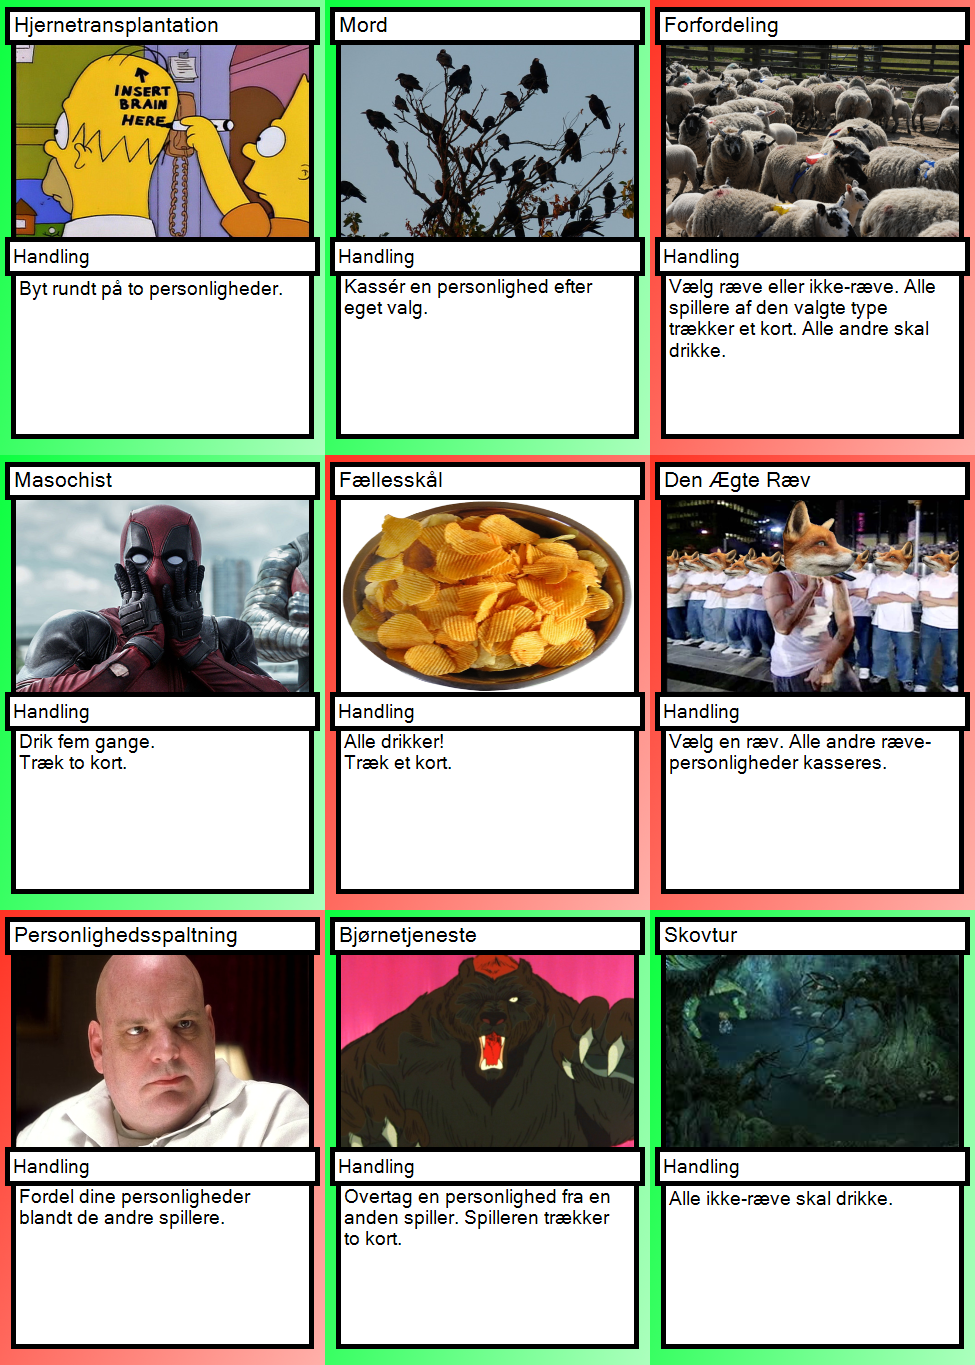 Hjernetransplantation
INSERT
BRAIN
HERE
Handling
Byt rundt på to personligheder.
Mord
Handling
Kassér en personlighed efter
eget valg.
Forfordeling
Handling
Vælg ræve eller ikke-ræve. Alle
spillere af den valgte type
trækker et kort. Alle andre skal
drikke.
Masochist
Handling
Drik fem gange.
Træk to kort.
Fællesskål
Handling
Alle drikker!
Træk et kort.
Den Ægte Ræv
Handling
Vælg en ræv. Alle andre ræve-
personligheder kasseres.
Personlighedsspaltning
Handling
Fordel dine personligheder
blandt de andre spillere.
Bjørnetjeneste
Handling
Overtag en personlighed fra en
anden spiller. Spilleren trækker
to kort.
Skovtur
Handling
Alle ikke-ræve skal drikke.